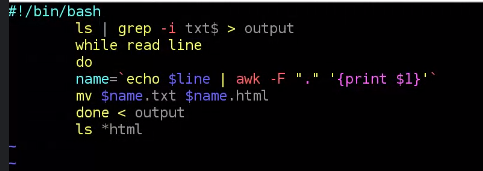 #!/bin/bash
ls | grep -i txt$ > output
while read line
do
name=`echo $line | awk -F "." '{print $1}'`
mv $name.txt $name.html
done < output
ls *html
~
~